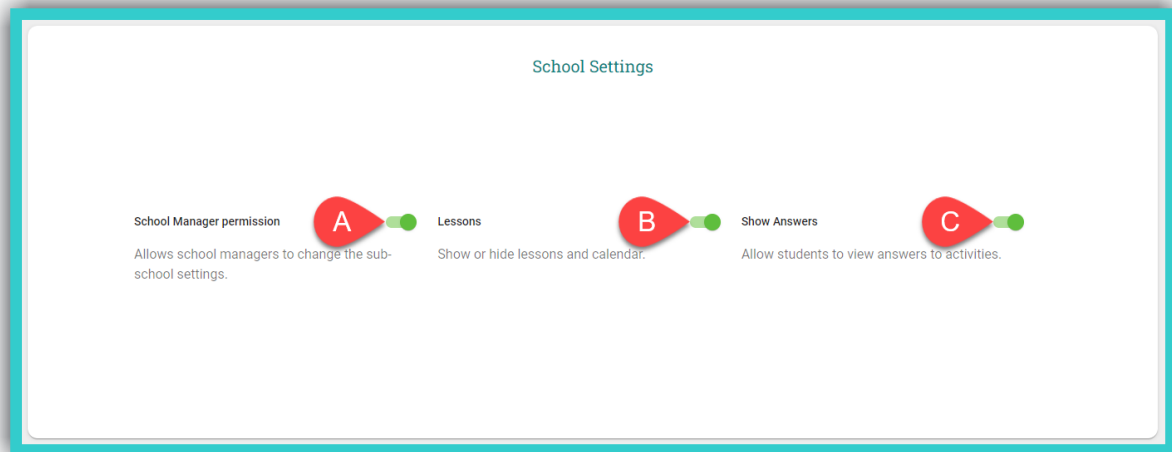 School Settings
School Manager permission
A
Allows school managers to change the sub-
school settings.
Lessons
B
Show or hide lessons and calendar.
Show Answers
C
Allow students to view answers to activities.